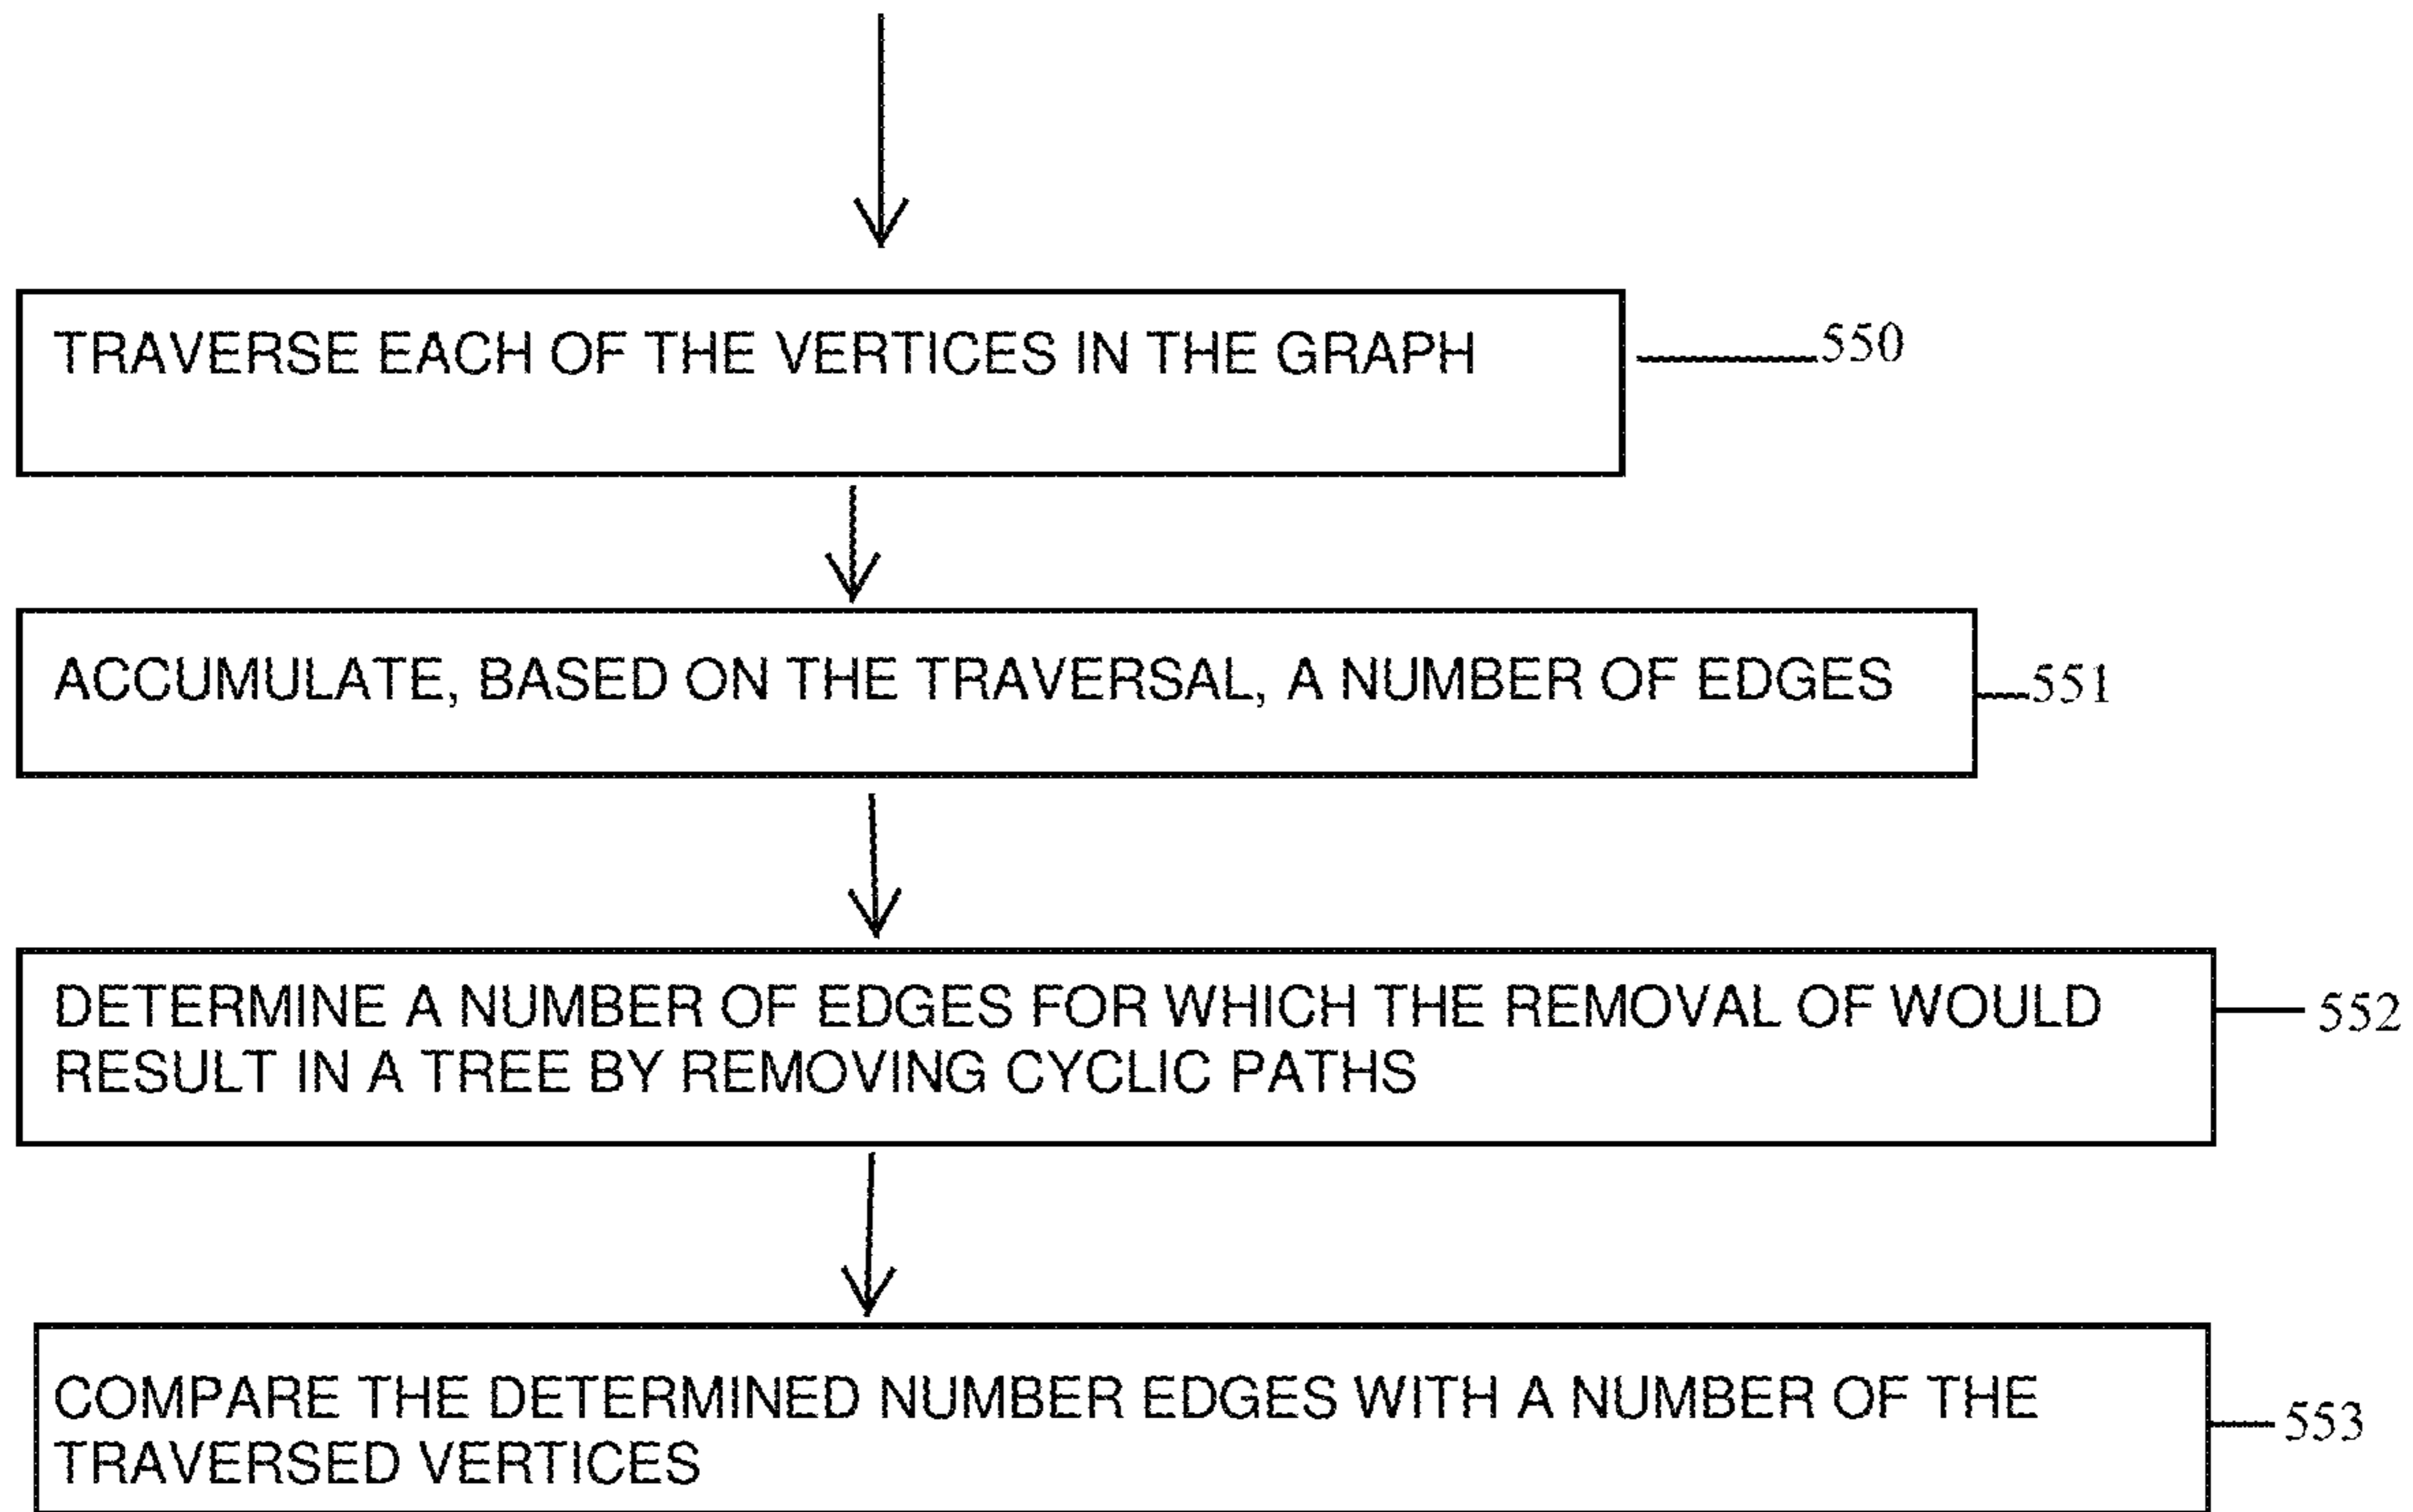 TRAVERSE EACH OF THE VERTICES IN THE GRAPH
550
ACCUMULATE, BASED ON THE TRAVERSAL, A NUMBER OF EDGES
551
DETERMINE A NUMBER OF EDGES FOR WHICH THE REMOVAL OF WOULD
RESULT IN A TREE BY REMOVING CYCLIC PATHS
552
COMPARE THE DETERMINED NUMBER EDGES WITH A NUMBER OF THE
TRAVERSED VERTICES
553